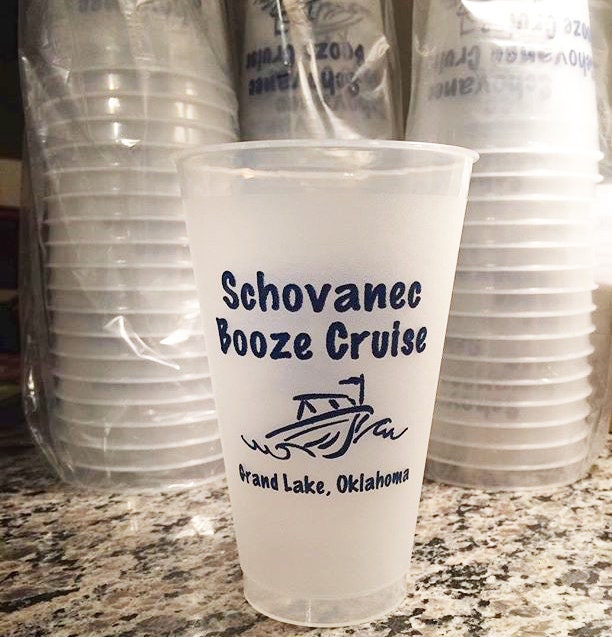 Schovanec
Booze Cruise
Grand Lake, Oklahoma